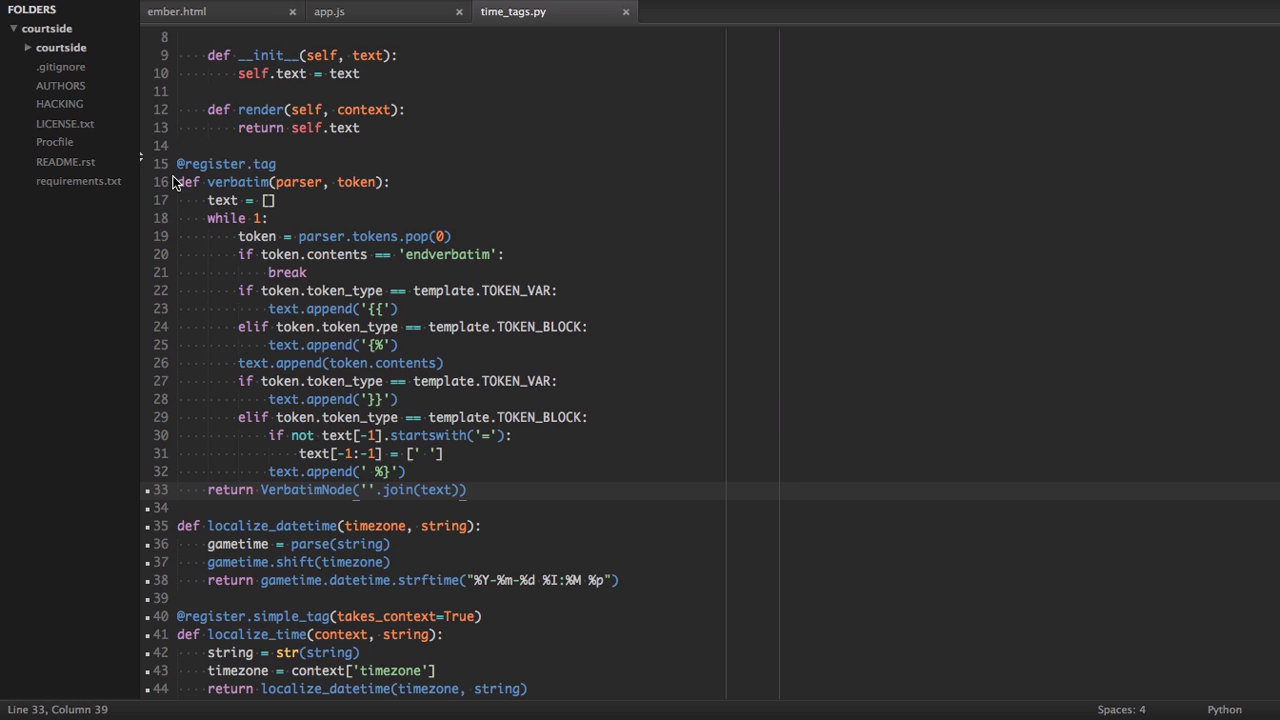 FOLDERS
courtside
courtside
.gitignore
AUTHORS
HACKING
LICENSE.txt
Procfile
README.rst
requirements.txt
ember.html × app.js × time_tags.py ×
8
9 def __init__(self, text):
10 self.text = text
11
12 def render(self, context):
13 return self.text
14
15 @register.tag
16 def verbatim(parser, token):
17 text = []
18 while 1:
19 token = parser.tokens.pop(0)
20 if token.contents == 'endverbatim':
21 break
22 if token.token_type == template.TOKEN_VAR:
23 text.append('{{')
24 elif token.token_type == template.TOKEN_BLOCK:
25 text.append('{%')
26 text.append(token.contents)
27 if token.token_type == template.TOKEN_VAR:
28 text.append('}}')
29 elif token.token_type == template.TOKEN_BLOCK:
30 if not text[-1].startswith('='):
31 text[-1:-1] = [' ']
32 text.append(' %}')
33 return VerbatimNode(''.join(text))
34
35 def localize_datetime(timezone, string):
36 gametime = parse(string)
37 gametime.shift(timezone)
38 return gametime.datetime.strftime("%Y-%m-%d %I:%M %p")
39
40 @register.simple_tag(takes_context=True)
41 def localize_time(context, string):
42 string = str(string)
43 timezone = context['timezone']
44 return localize_datetime(timezone, string)
Line 33, Column 39 Spaces: 4 Python